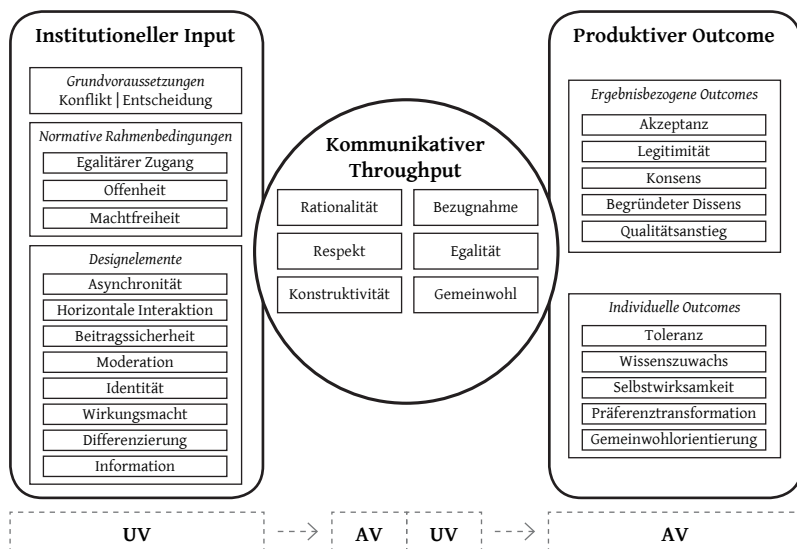 Institutioneller Input
Grundvoraussetzungen
Konflikt | Entscheidung
Normative Rahmenbedingungen
Egalitärer Zugang
Offenheit
Machtfreiheit
Designelemente
Asynchronität
Horizontale Interaktion
Beitragssicherheit
Moderation
Identität
Wirkungsmacht
Differenzierung
Information
Kommunikativer
Throughput
Rationalität
Bezugnahme
Respekt
Egalität
Konstruktivität
Gemeinwohl
Produktiver Outcome
Ergebnisbezogene Outcomes
Akzeptanz
Legitimität
Konsens
Begründeter Dissens
Qualitätsanstieg
Individuelle Outcomes
Toleranz
Wissenszuwachs
Selbstwirksamkeit
Präferenztransformation
Gemeinwohlorientierung
UV
AV
UV
AV